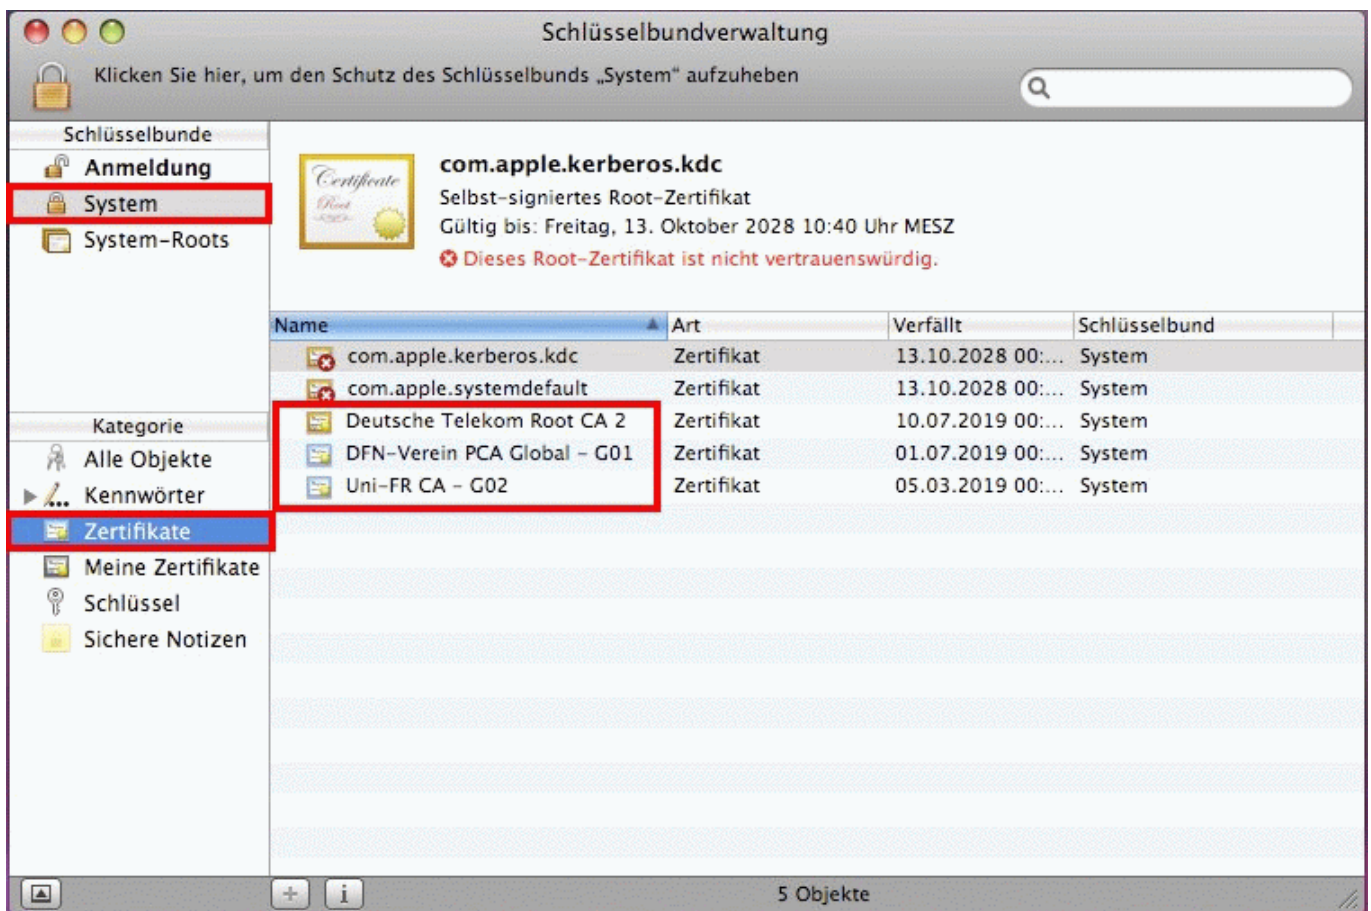 Schlüsselbundverwaltung
Klicken Sie hier, um den Schutz des Schlüsselbunds „System“ aufzuheben
Schlüsselbunde
Anmeldung
System
System-Roots
Certificate
Root
com.apple.kerberos.kdc
Selbst-signiertes Root-Zertifikat
Gültig bis: Freitag, 13. Oktober 2028 10:40 Uhr MESZ
Dieses Root-Zertifikat ist nicht vertrauenswürdig.
Name Art Verfällt Schlüsselbund
com.apple.kerberos.kdc Zertifikat 13.10.2028 00:... System
com.apple.systemdefault Zertifikat 13.10.2028 00:... System
Deutsche Telekom Root CA 2 Zertifikat 10.07.2019 00:... System
DFN-Verein PCA Global - G01 Zertifikat 01.07.2019 00:... System
Uni-FR CA - G02 Zertifikat 05.03.2019 00:... System
Kategorie
Alle Objekte
Kennwörter
Zertifikate
Meine Zertifikate
Schlüssel
Sichere Notizen
5 Objekte